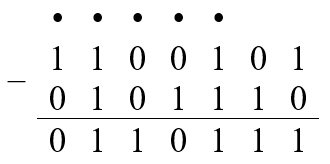 • • • • •
1 1 0 0 1 0 1
− 0 1 0 1 1 1 0
0 1 1 0 1 1 1